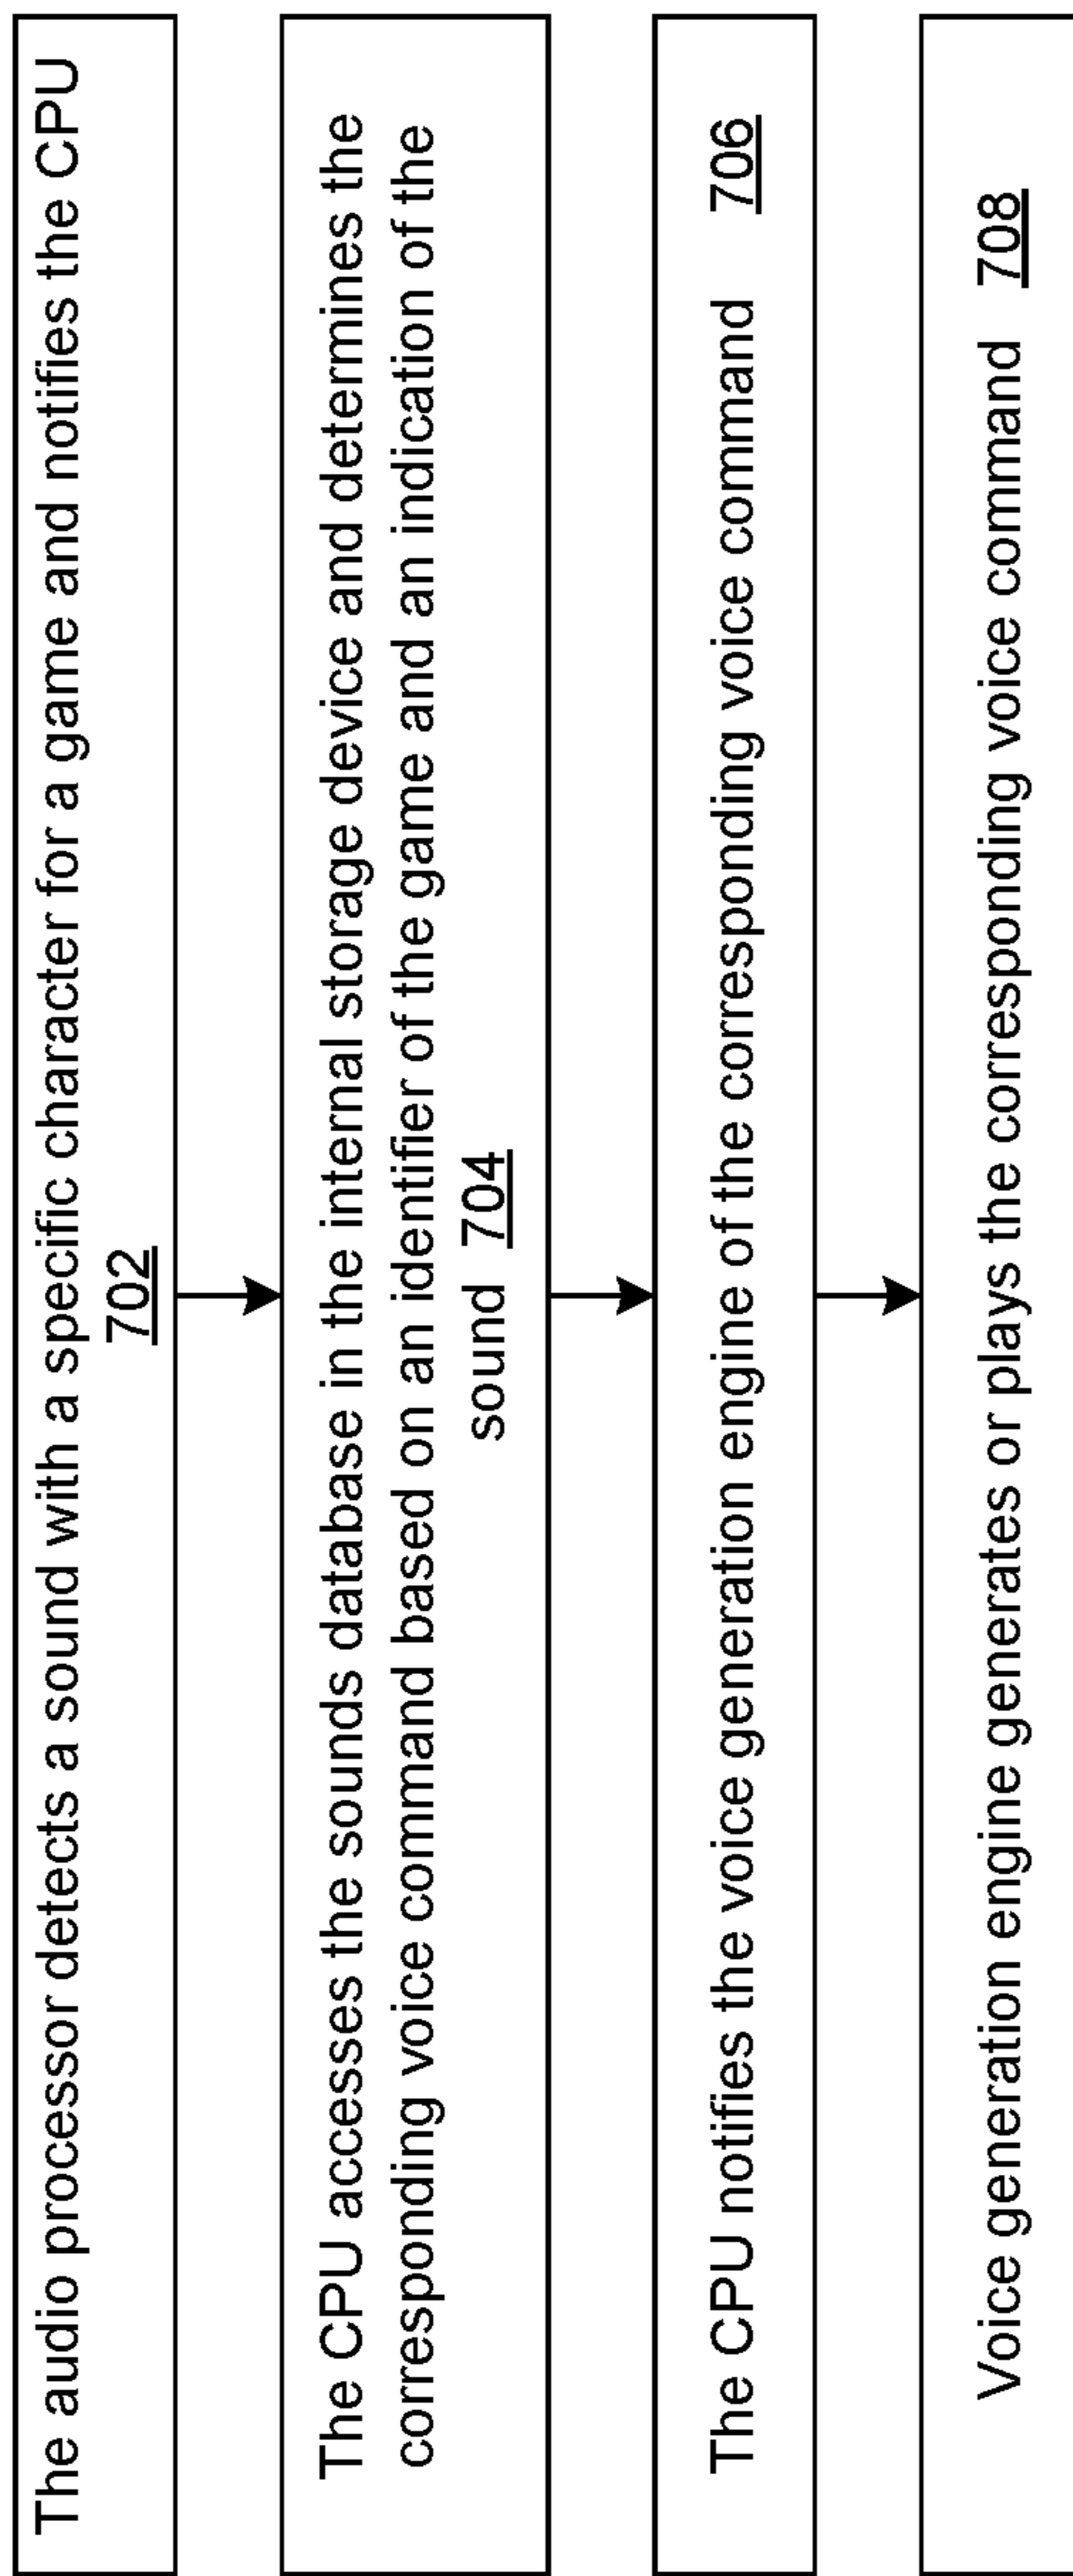 The audio processor detects a sound with a specific character for a game and notifies the CPU
702
The CPU accesses the sounds database in the internal storage device and determines the
corresponding voice command based on an identifier of the game and an indication of the
sound 704
The CPU notifies the voice generation engine of the corresponding voice command 706
Voice generation engine generates or plays the corresponding voice command 708